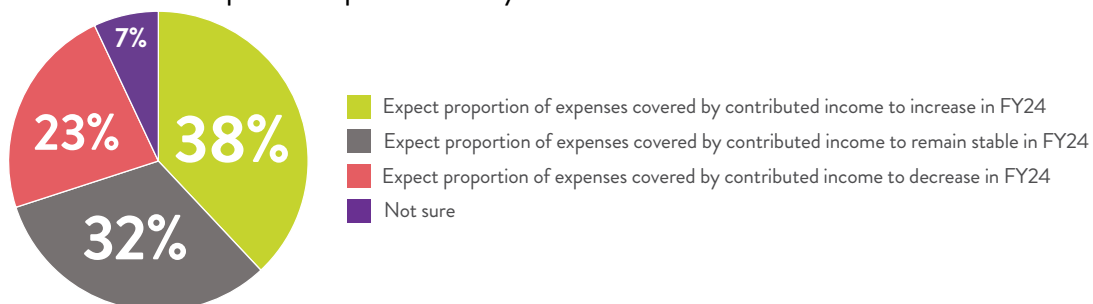 7%
23%
38%
32%
Expect proportion of expenses covered by contributed income to increase in FY24
Expect proportion of expenses covered by contributed income to remain stable in FY24
Expect proportion of expenses covered by contributed income to decrease in FY24
Not sure